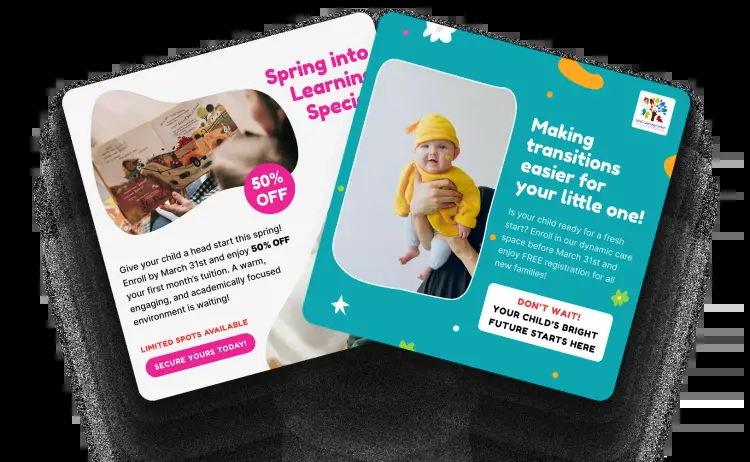 Spring into
Learning
Special
50%
OFF
Give your child a head start this spring!
Enroll by March 31st and enjoy 50% OFF
your first month's tuition. A warm,
engaging, and academically focused
environment is waiting!
LIMITED SPOTS AVAILABLE
SECURE YOURS TODAY!
Making
transitions
easier for
your little one!
Is your child ready for a fresh
start? Enroll in our dynamic care
space before March 31st and
enjoy FREE registration for all
new families!
DON'T WAIT!
YOUR CHILD'S BRIGHT
FUTURE STARTS HERE